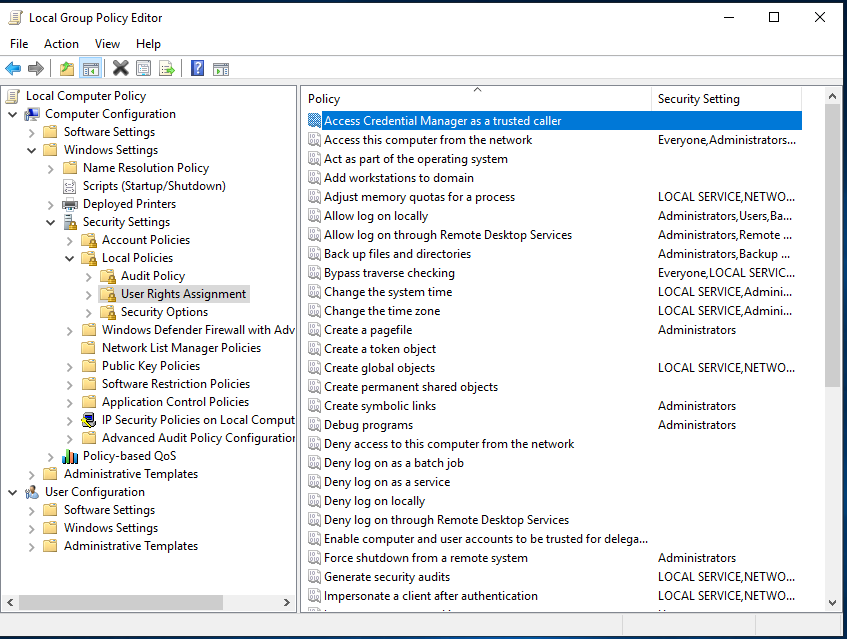 Local Group Policy Editor
File Action View Help
Local Computer Policy
Computer Configuration
Software Settings
Windows Settings
Name Resolution Policy
Scripts (Startup/Shutdown)
Deployed Printers
Security Settings
Account Policies
Local Policies
Audit Policy
User Rights Assignment
Security Options
Windows Defender Firewall with Adv
Network List Manager Policies
Public Key Policies
Software Restriction Policies
Application Control Policies
IP Security Policies on Local Comput
Advanced Audit Policy Configuration
Policy-based QoS
Administrative Templates
User Configuration
Software Settings
Windows Settings
Administrative Templates
Policy Security Setting
Access Credential Manager as a trusted caller
Access this computer from the network Everyone,Administrators...
Act as part of the operating system
Add workstations to domain
Adjust memory quotas for a process LOCAL SERVICE,NETWO...
Allow log on locally Administrators,Users,Ba...
Allow log on through Remote Desktop Services Administrators,Remote ...
Back up files and directories Administrators,Backup ...
Bypass traverse checking Everyone,LOCAL SERVIC...
Change the system time LOCAL SERVICE,Admini...
Change the time zone LOCAL SERVICE,Admini...
Create a pagefile Administrators
Create a token object
Create global objects LOCAL SERVICE,NETWO...
Create permanent shared objects
Create symbolic links Administrators
Debug programs Administrators
Deny access to this computer from the network
Deny log on as a batch job
Deny log on as a service
Deny log on locally
Deny log on through Remote Desktop Services
Enable computer and user accounts to be trusted for delega...
Force shutdown from a remote system Administrators
Generate security audits LOCAL SERVICE,NETWO...
Impersonate a client after authentication LOCAL SERVICE,NETWO...